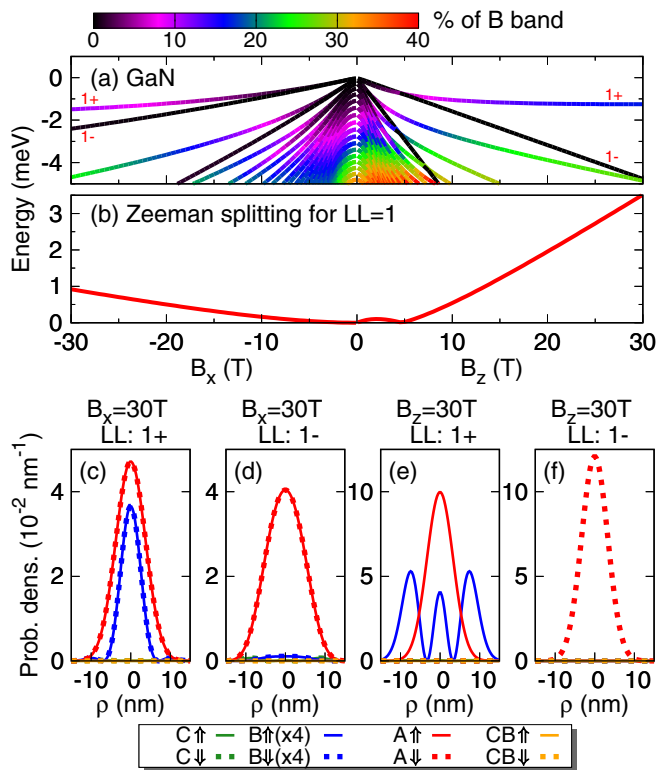 0 10 20 30 40 % of B band
(a) GaN
1+ 1+
1- 1-
0
-2
-4
Energy (meV)
(b) Zeeman splitting for LL=1
3
2
1
0
-30 -20 -10 0 10 20 30
Bx (T) Bz (T)
Bx=30T Bx=30T Bz=30T Bz=30T
LL: 1+ LL: 1- LL: 1+ LL: 1-
(c) (d) (e) (f)
4 4 10 10
2 2 5 5
0 0 0 0
Prob. dens. (10⁻² nm⁻¹)
-10 0 10 -10 0 10 -10 0 10 -10 0 10
ρ (nm) ρ (nm) ρ (nm) ρ (nm)
C⇑ B⇑(x4) A⇑ CB⇑
C⇓ B⇓(x4) A⇓ CB⇓